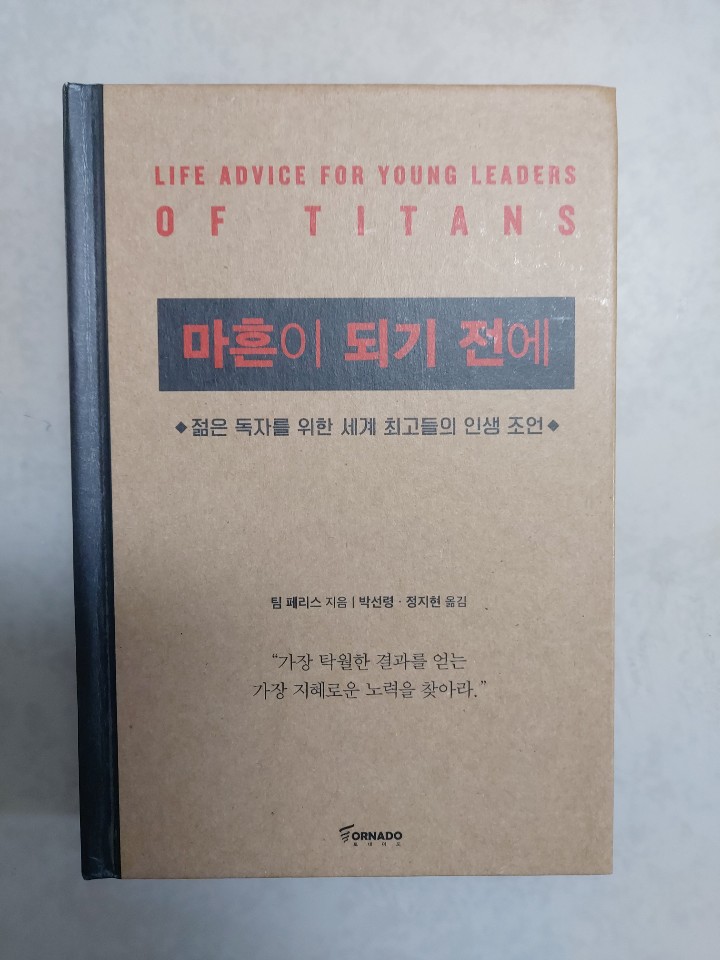 LIFE ADVICE FOR YOUNG LEADERS
OF TITANS
마흔이 되기 전에
◆젊은 독자를 위한 세계 최고들의 인생 조언◆
팀 페리스 지음 | 박선령 · 정지현 옮김
“가장 탁월한 결과를 얻는
가장 지혜로운 노력을 찾아라.”
TORNADO
토네이도